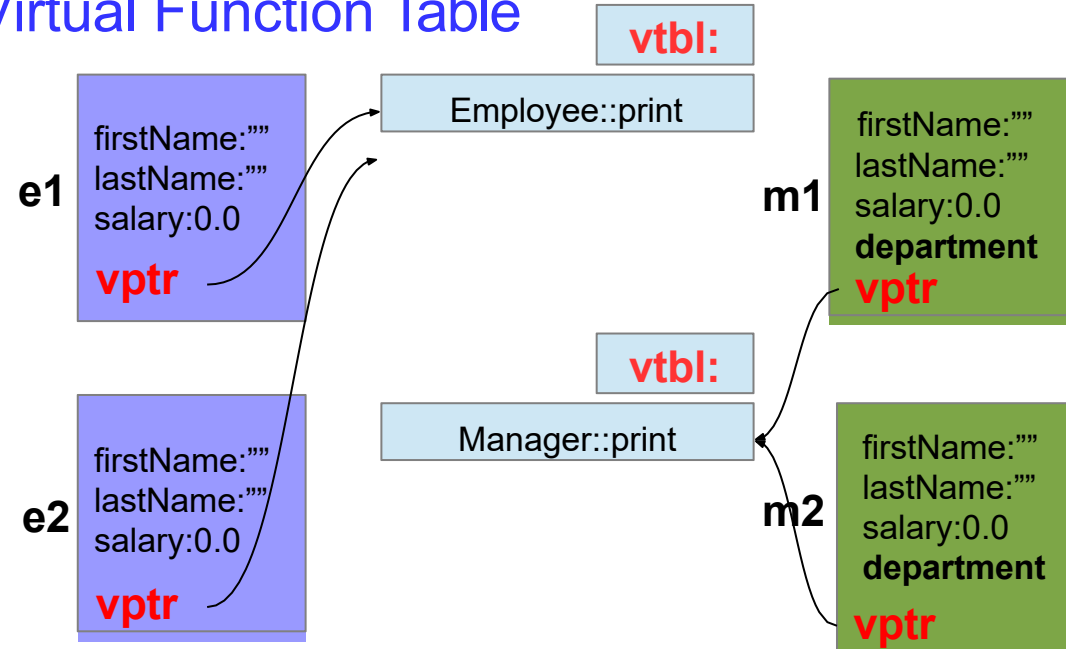 Virtual Function Table
vtbl:
Employee::print
e1
firstName:””
lastName:””
salary:0.0
vptr
m1
firstName:””
lastName:””
salary:0.0
department
vptr
vtbl:
Manager::print
e2
firstName:””
lastName:””
salary:0.0
vptr
m2
firstName:””
lastName:””
salary:0.0
department
vptr